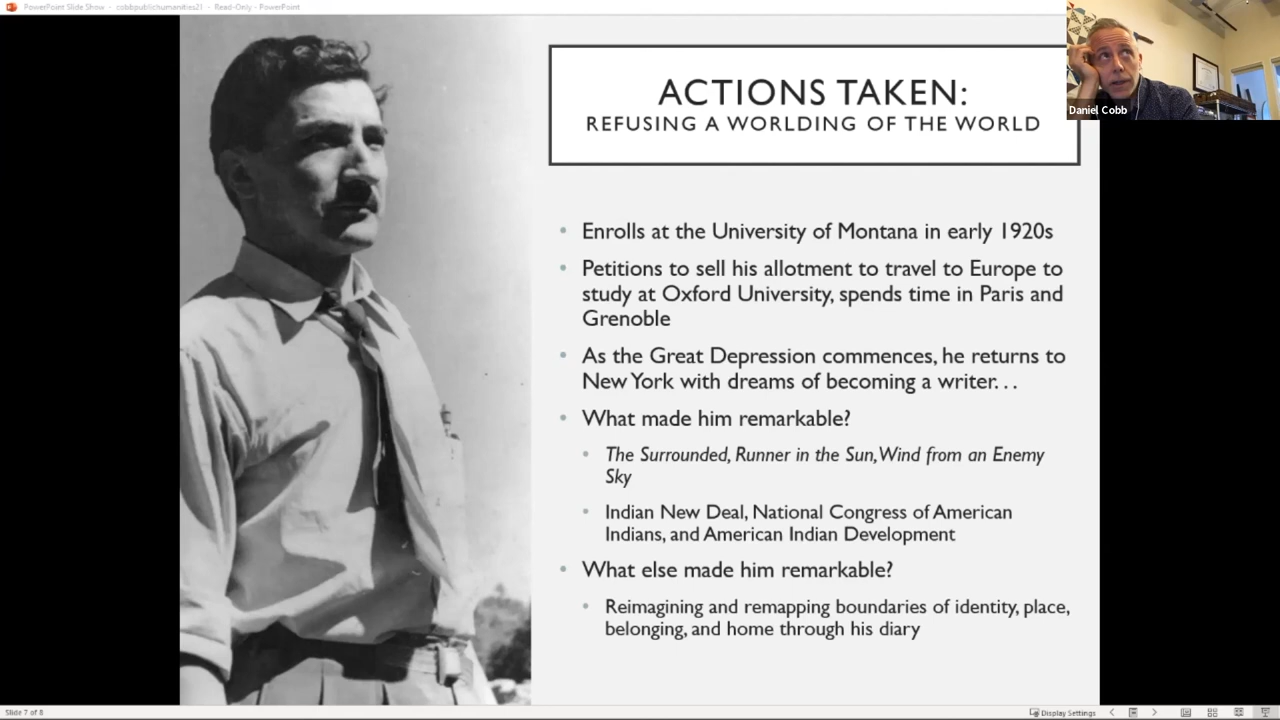 PowerPoint Slide Show - cobbpublichumanities21 - Read-Only - PowerPoint
ACTIONS TAKEN:
REFUSING A WORLDING OF THE WORLD
Daniel Cobb
• Enrolls at the University of Montana in early 1920s
• Petitions to sell his allotment to travel to Europe to
study at Oxford University, spends time in Paris and
Grenoble
• As the Great Depression commences, he returns to
New York with dreams of becoming a writer. . .
• What made him remarkable?
• The Surrounded, Runner in the Sun, Wind from an Enemy
Sky
• Indian New Deal, National Congress of American
Indians, and American Indian Development
• What else made him remarkable?
• Reimagining and remapping boundaries of identity, place,
belonging, and home through his diary
Slide 7 of 8
Display Settings